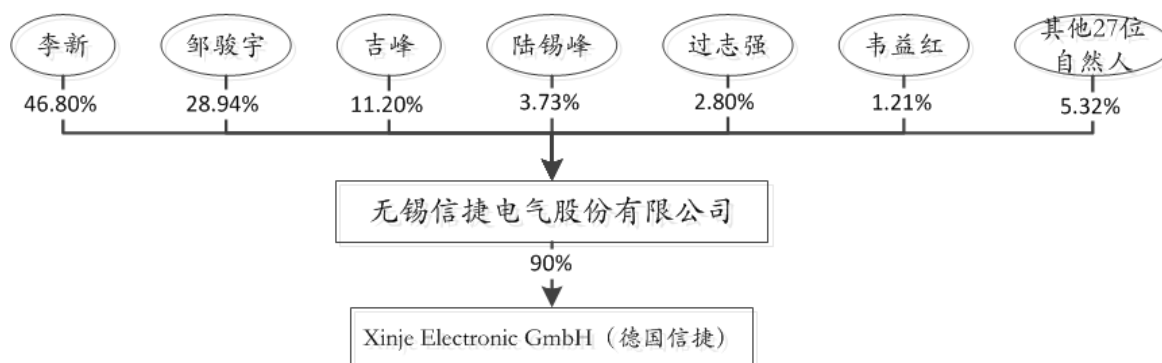 李新
邹骏宇
吉峰
陆锡峰
过志强
韦益红
其他27位
自然人
46.80%
28.94%
11.20%
3.73%
2.80%
1.21%
5.32%
无锡信捷电气股份有限公司
90%
Xinje Electronic GmbH（德国信捷）